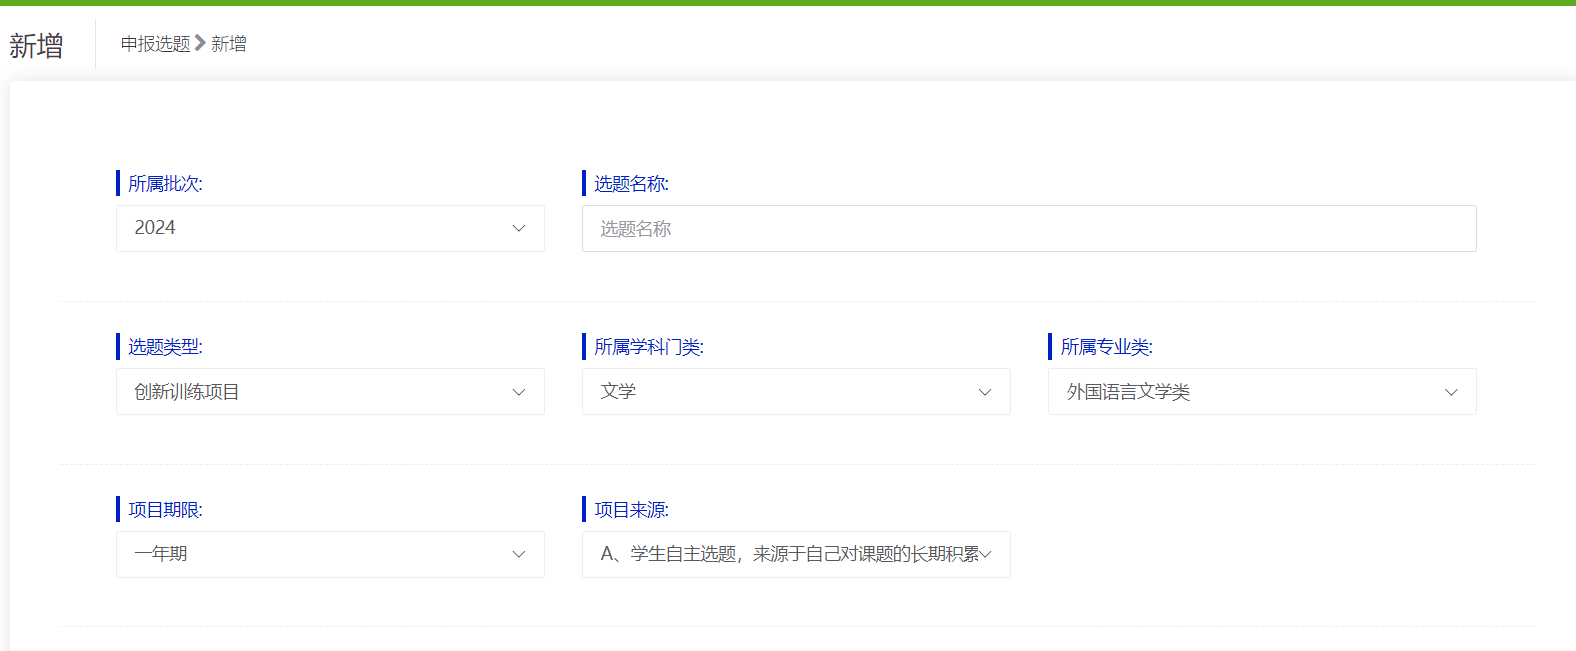 新增
申报选题 新增
所属批次:
2024
选题名称:
选题名称
选题类型:
创新训练项目
所属学科门类:
文学
所属专业类:
外国语言文学类
项目期限:
一年期
项目来源:
A、学生自主选题，来源于自己对课题的长期积累